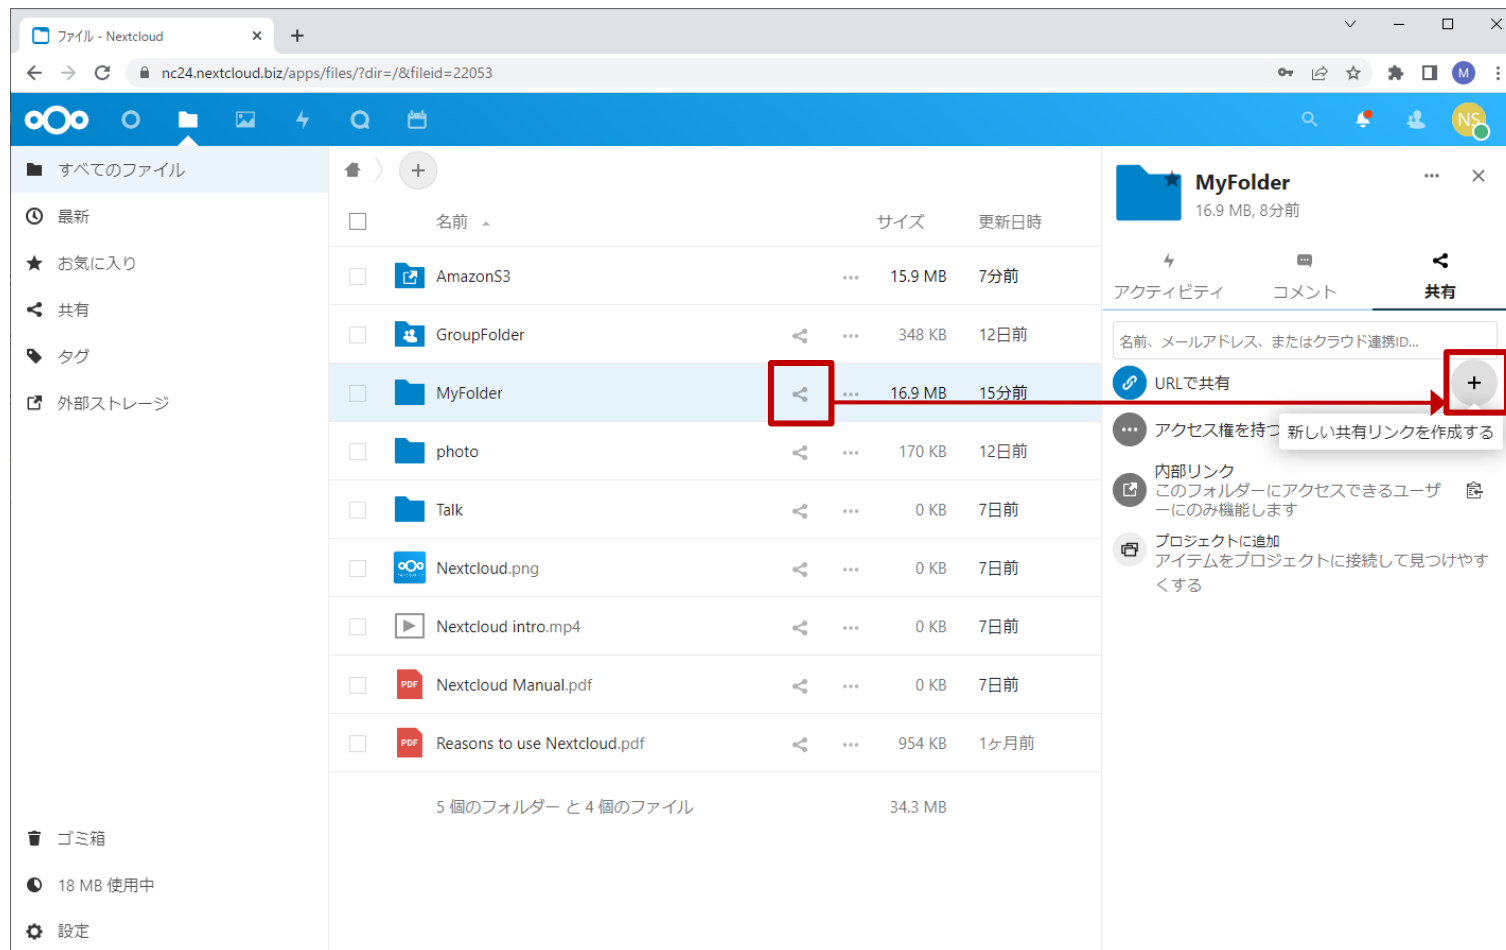 ファイル - Nextcloud
nc24.nextcloud.biz/apps/files/?dir=/&fileid=22053
M
NS
すべてのファイル
最新
お気に入り
共有
タグ
外部ストレージ
ゴミ箱
18 MB 使用中
設定
名前 サイズ 更新日時
AmazonS3 15.9 MB 7分前
GroupFolder 348 KB 12日前
MyFolder 16.9 MB 15分前
photo 170 KB 12日前
Talk 0 KB 7日前
Nextcloud.png 0 KB 7日前
Nextcloud intro.mp4 0 KB 7日前
PDF Nextcloud Manual.pdf 0 KB 7日前
PDF Reasons to use Nextcloud.pdf 954 KB 1ヶ月前
5 個のフォルダー と 4 個のファイル 34.3 MB
MyFolder
16.9 MB, 8分前
アクティビティ コメント 共有
名前、メールアドレス、またはクラウド連携ID...
URLで共有
アクセス権を持つ
新しい共有リンクを作成する
内部リンク
このフォルダーにアクセスできるユーザ
ーにのみ機能します
プロジェクトに追加
アイテムをプロジェクトに接続して見つけやす
くする